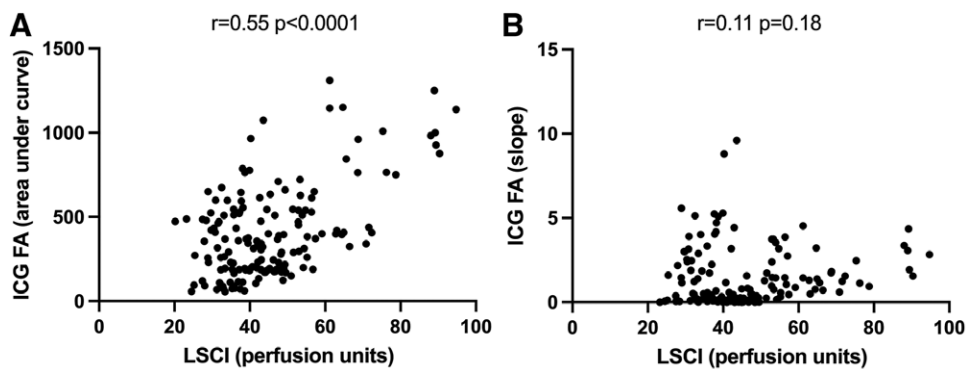 A
r=0.55 p<0.0001
ICG FA (area under curve)
1500
1000
500
0
0 20 40 60 80 100
LSCI (perfusion units)
B
r=0.11 p=0.18
ICG FA (slope)
15
10
5
0
0 20 40 60 80 100
LSCI (perfusion units)